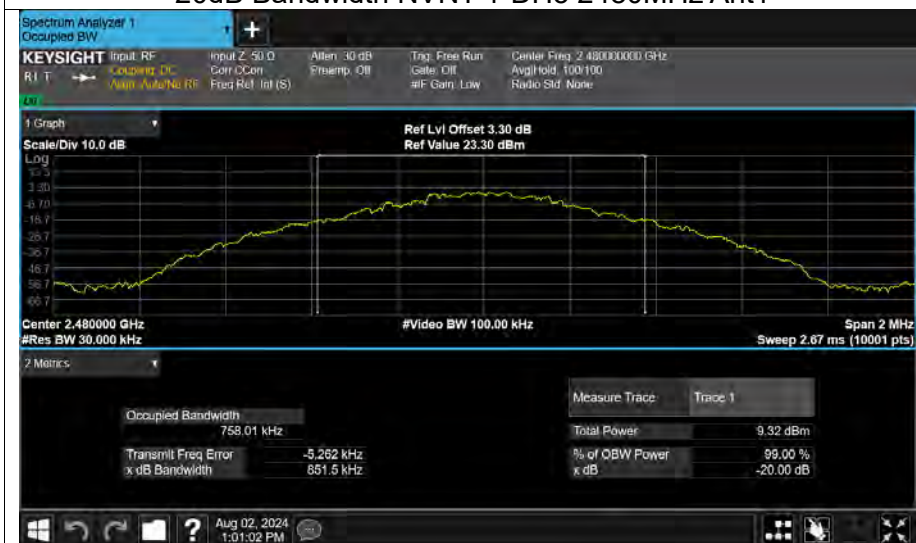 20dB Bandwidth NVNT 1-DH5 2480MHz Ant1
Spectrum Analyzer 1
Occupied BW
KEYSIGHT Input: RF Input Z: 50 Ω Atten: 30 dB Trig: Free Run Center Freq: 2.480000000 GHz
RLT Coupling: DC Corr CCorr Preamp: Off Gate: Off Avg|Hold: 100/100
Align: Auto/No RF Freq Ref: Int (S) #IF Gain: Low Radio Std: None
1 Graph
Ref Lvl Offset 3.30 dB
Scale/Div 10.0 dB Ref Value 23.30 dBm
Log
3.30
-6.70
-16.7
-26.7
-36.7
-46.7
-56.7
-66.7
Center 2.480000 GHz #Video BW 100.00 kHz Span 2 MHz
#Res BW 30.000 kHz Sweep 2.67 ms (10001 pts)
2 Metrics
Measure Trace Trace 1
Occupied Bandwidth
758.01 kHz Total Power 9.32 dBm
Transmit Freq Error -5.262 kHz % of OBW Power 99.00 %
x dB Bandwidth 851.5 kHz x dB -20.00 dB
? Aug 02, 2024
1:01:02 PM